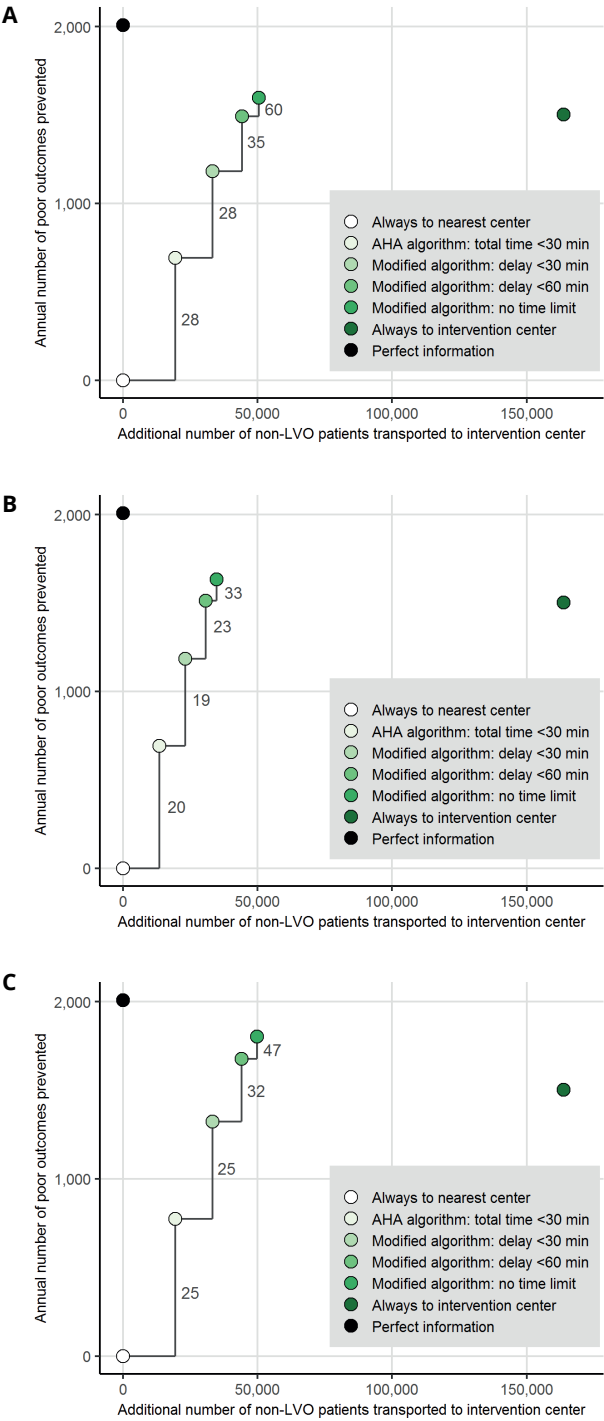 A
Annual number of poor outcomes prevented
2,000
1,000
0
60
35
28
28
Always to nearest center
AHA algorithm: total time <30 min
Modified algorithm: delay <30 min
Modified algorithm: delay <60 min
Modified algorithm: no time limit
Always to intervention center
Perfect information
0 50,000 100,000 150,000
Additional number of non-LVO patients transported to intervention center
B
Annual number of poor outcomes prevented
2,000
1,000
0
33
23
19
20
Always to nearest center
AHA algorithm: total time <30 min
Modified algorithm: delay <30 min
Modified algorithm: delay <60 min
Modified algorithm: no time limit
Always to intervention center
Perfect information
0 50,000 100,000 150,000
Additional number of non-LVO patients transported to intervention center
C
Annual number of poor outcomes prevented
2,000
1,000
0
47
32
25
25
Always to nearest center
AHA algorithm: total time <30 min
Modified algorithm: delay <30 min
Modified algorithm: delay <60 min
Modified algorithm: no time limit
Always to intervention center
Perfect information
0 50,000 100,000 150,000
Additional number of non-LVO patients transported to intervention center